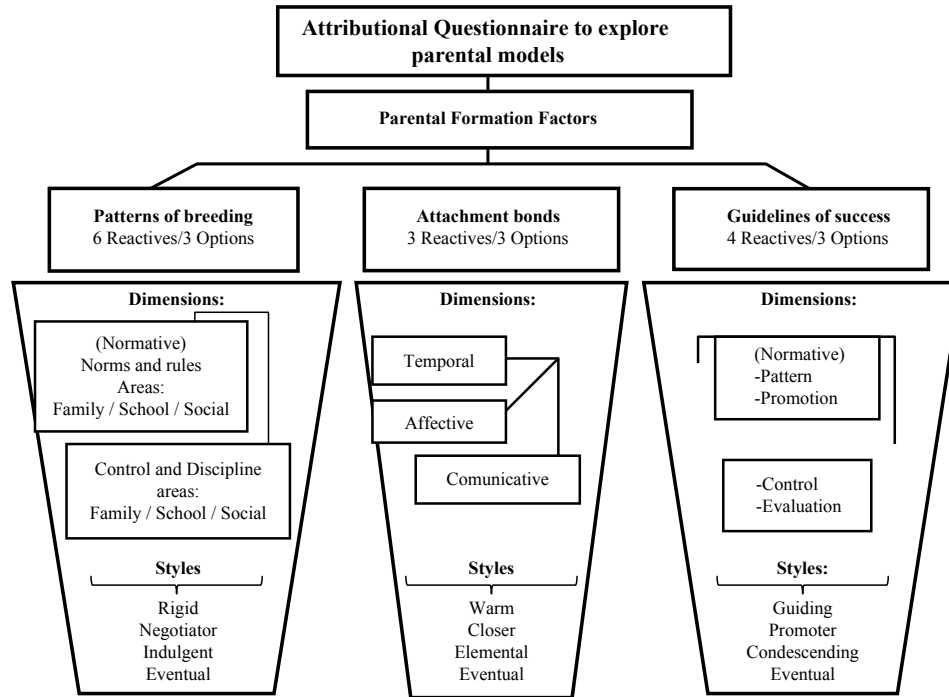 Attributional Questionnaire to explore
parental models
Parental Formation Factors
Patterns of breeding
6 Reactives/3 Options
Attachment bonds
3 Reactives/3 Options
Guidelines of success
4 Reactives/3 Options
Dimensions:
(Normative)
Norms and rules
Areas:
Family / School / Social
Control and Discipline
areas:
Family / School / Social
Styles
Rigid
Negotiator
Indulgent
Eventual
Dimensions:
Temporal
Affective
Comunicative
Styles
Warm
Closer
Elemental
Eventual
Dimensions:
(Normative)
-Pattern
-Promotion
-Control
-Evaluation
Styles:
Guiding
Promoter
Condescending
Eventual